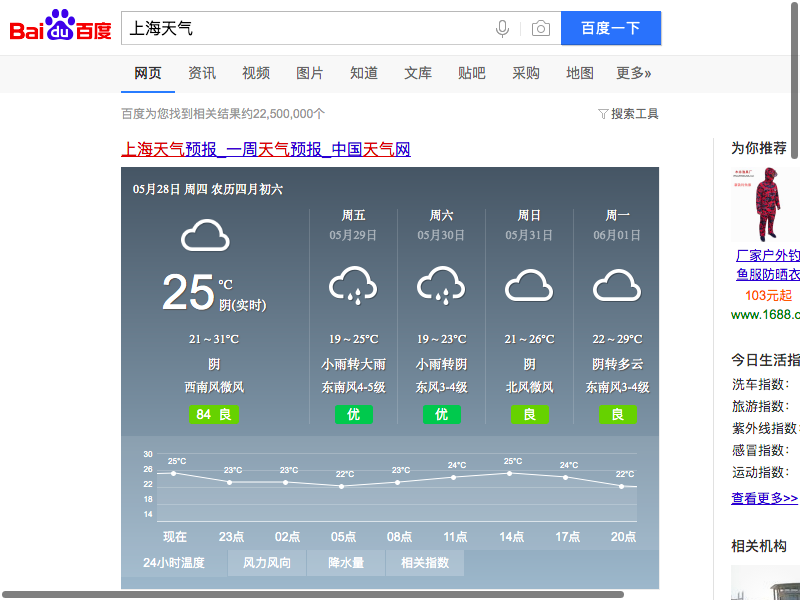 Bai du 百度
上海天气
百度一下
网页 资讯 视频 图片 知道 文库 贴吧 采购 地图 更多»
百度为您找到相关结果约22,500,000个
搜索工具
上海天气预报_一周天气预报_中国天气网
05月28日 周四 农历四月初六
25 ℃
阴(实时)
21～31℃
阴
西南风微风
84 良
周五
05月29日
19～25℃
小雨转大雨
东南风4-5级
优
周六
05月30日
19～23℃
小雨转阴
东风3-4级
优
周日
05月31日
21～26℃
阴
北风微风
良
周一
06月01日
22～29℃
阴转多云
东南风3-4级
良
30
26
22
18
14
25°C 23°C 23°C 22°C 23°C 24°C 25°C 24°C 22°C
现在 23点 02点 05点 08点 11点 14点 17点 20点
24小时温度 风力风向 降水量 相关指数
为你推荐
厂家户外钓
鱼服防晒衣
103元起
www.1688.c
今日生活指
洗车指数：
旅游指数：
紫外线指数：
感冒指数：
运动指数：
查看更多>>
相关机构